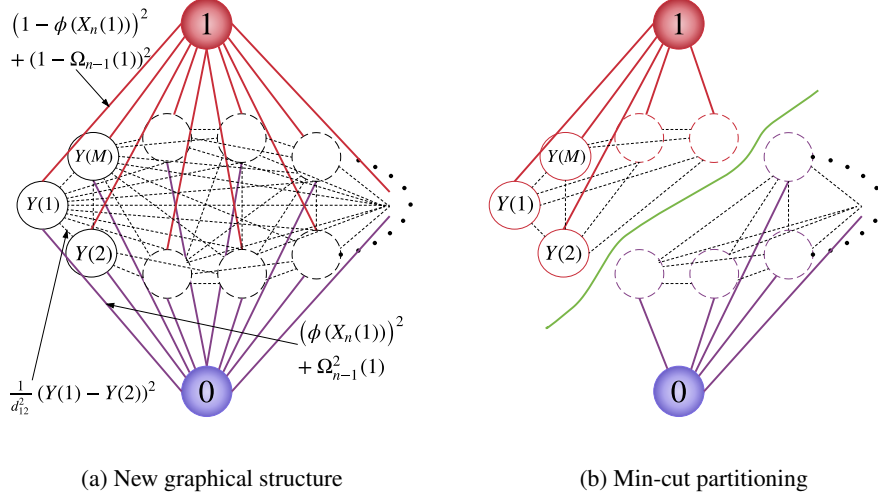 (1 − ϕ (Xₙ(1)))²
+ (1 − Ωₙ₋₁(1))²
1
1
Y(M)
Y(M)
Y(1)
Y(1)
Y(2)
Y(2)
(ϕ (Xₙ(1)))²
+ Ω²ₙ₋₁(1)
0
0
1/d²₁₂ (Y(1) − Y(2))²
(a) New graphical structure
(b) Min-cut partitioning